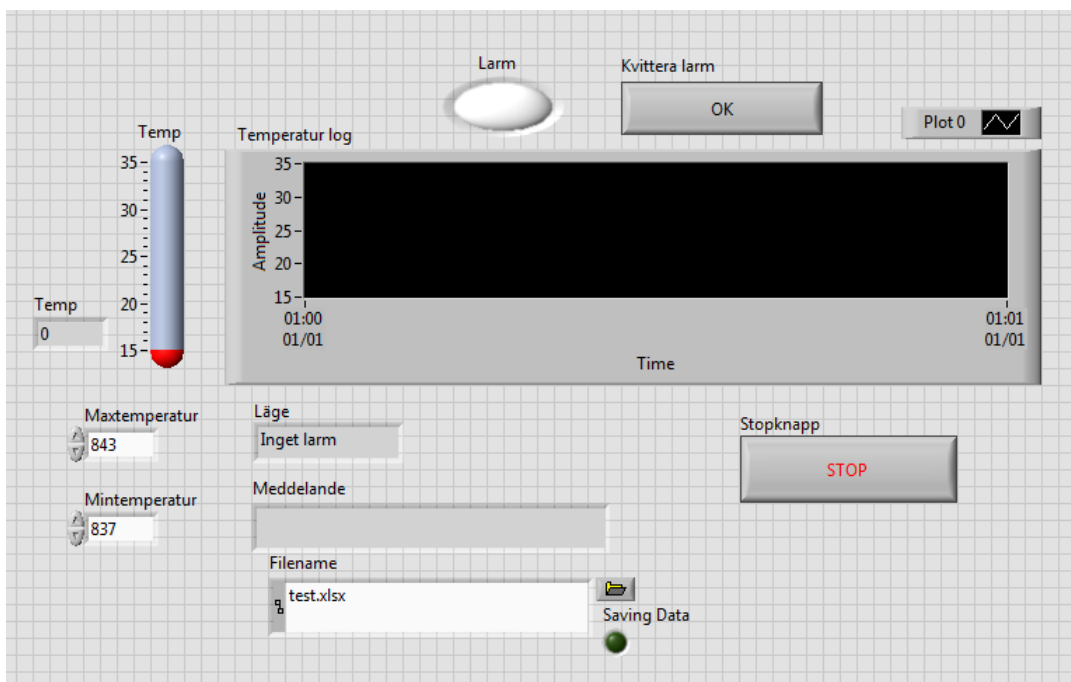 Larm
Kvittera larm
OK
Plot 0
Temp
35
30
25
20
15
Temp
0
Temperatur log
Amplitude
35
30
25
20
15
01:00
01/01
01:01
01/01
Time
Maxtemperatur
843
Läge
Inget larm
Stopknapp
STOP
Mintemperatur
837
Meddelande
Filename
test.xlsx
Saving Data